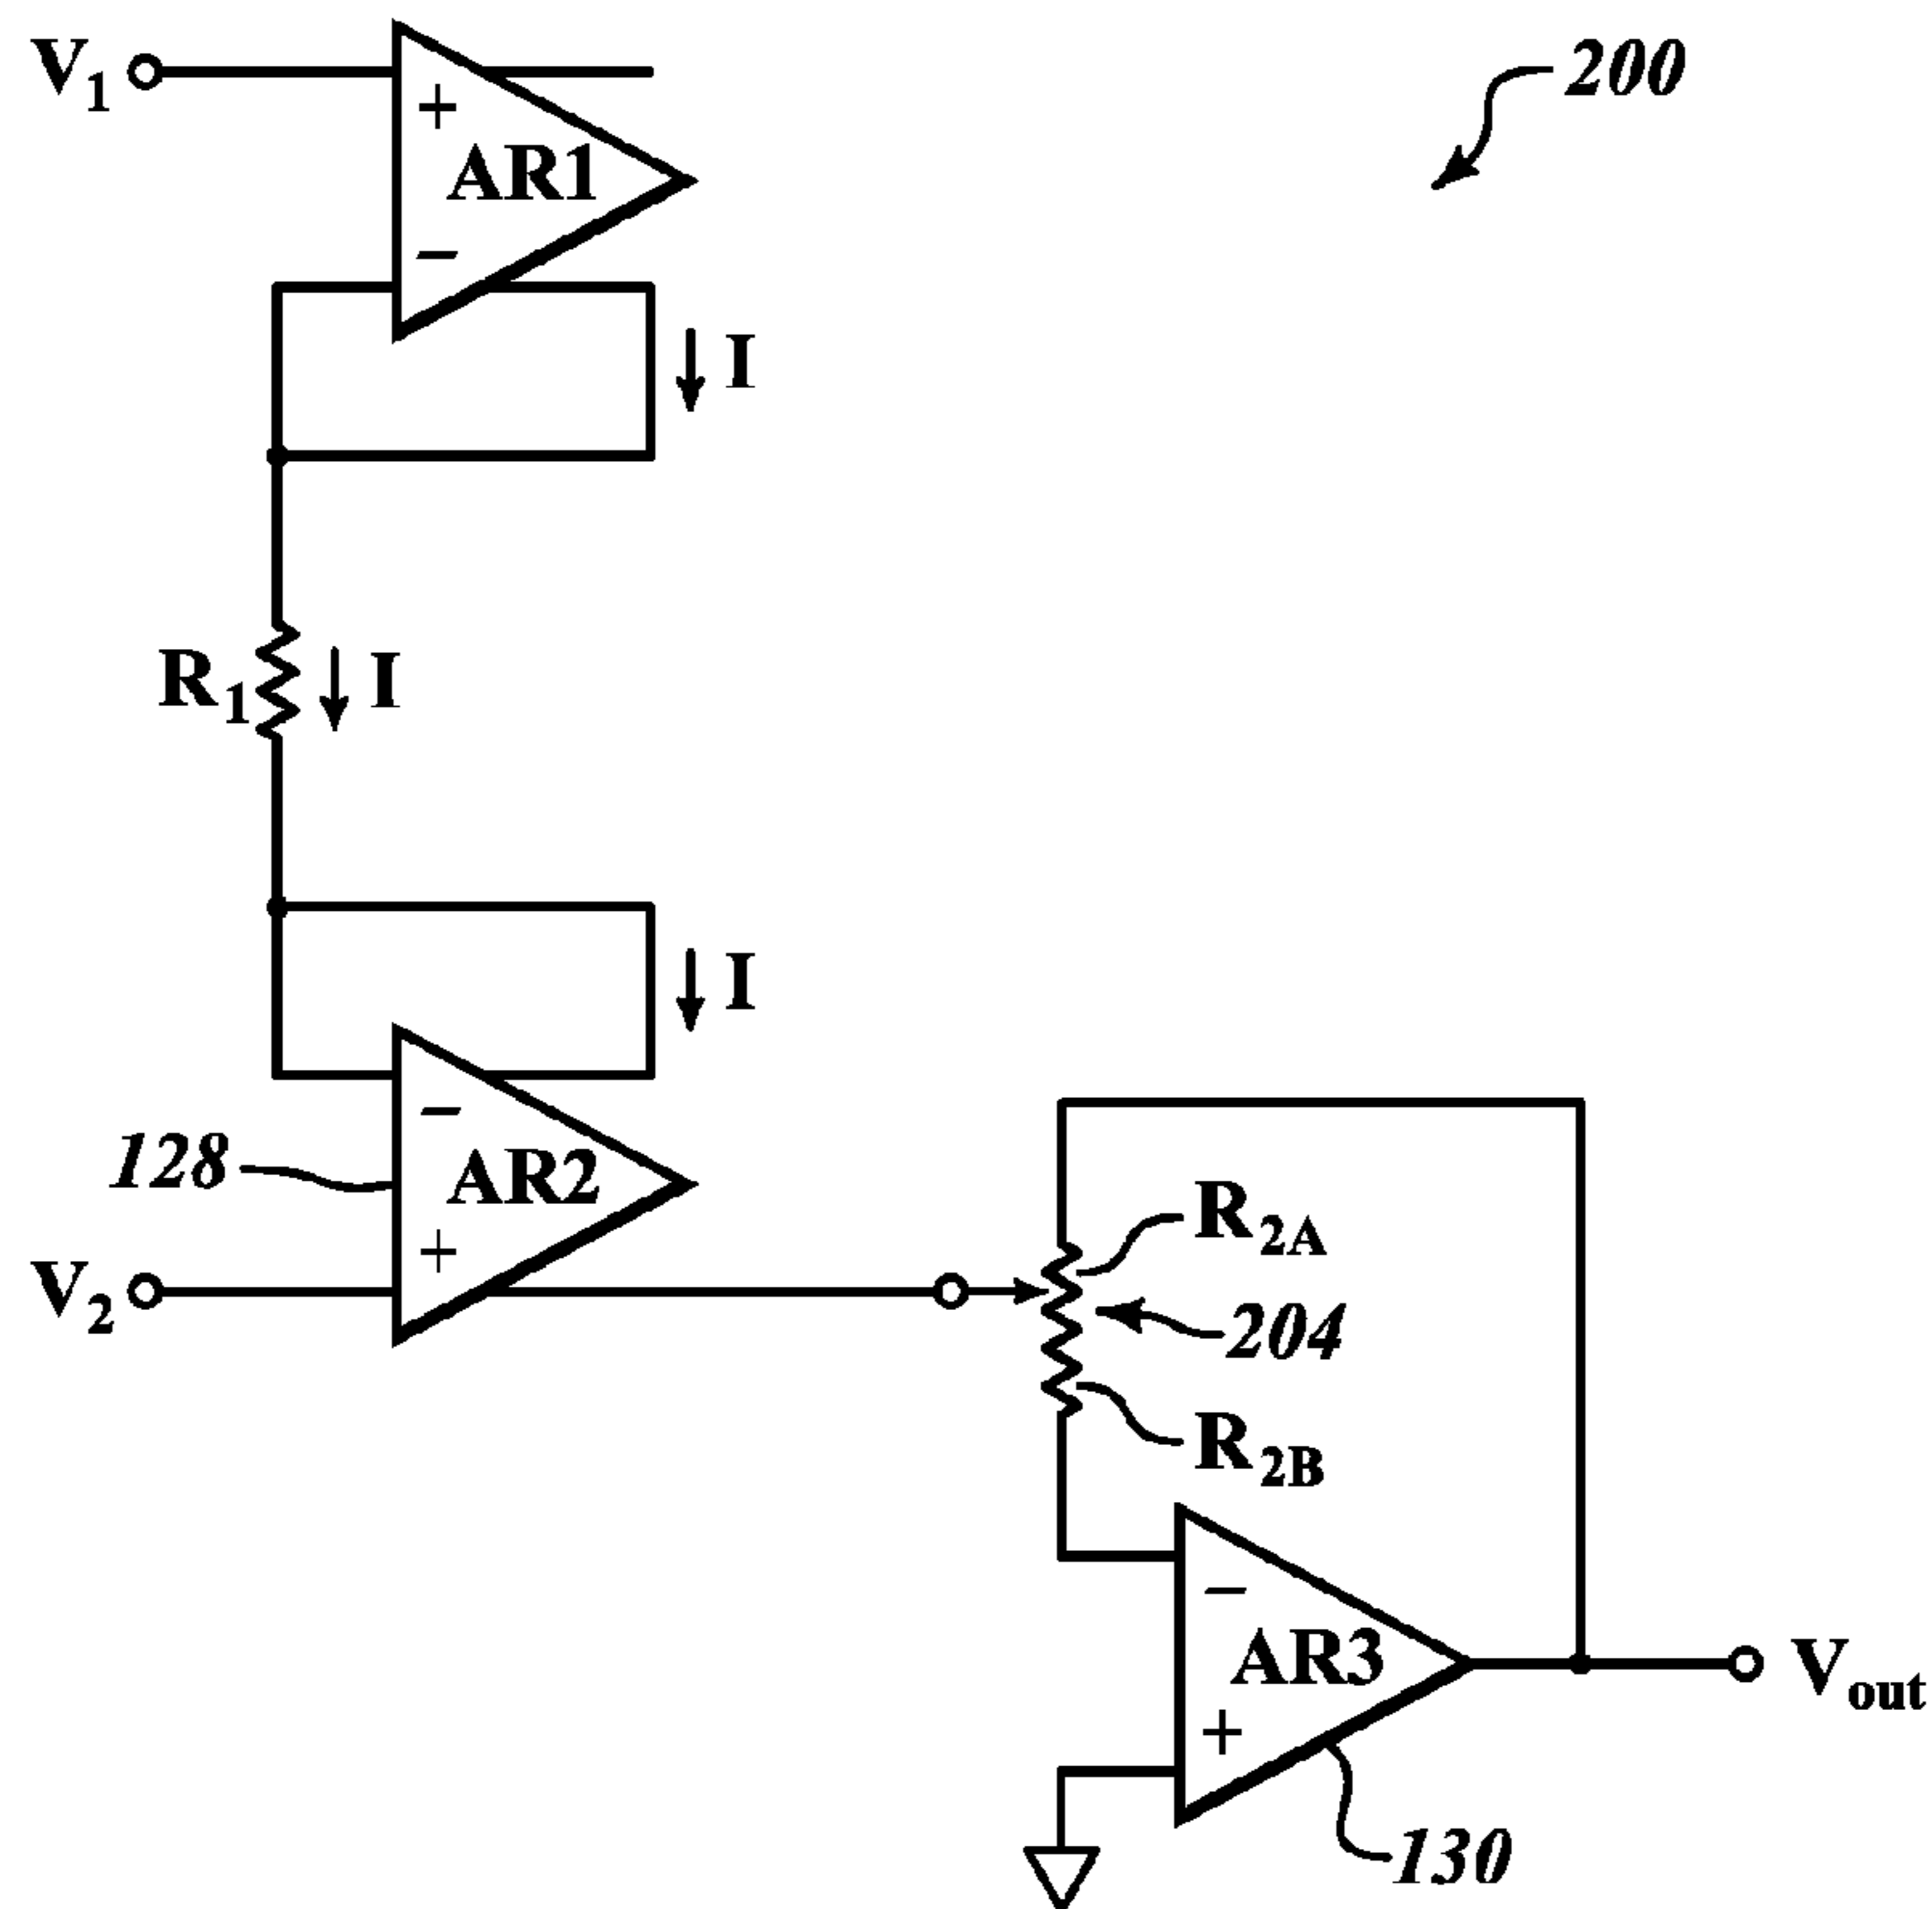 V1
200
+
AR1
−
I
R1
I
I
−
128
AR2
R2A
+
V2
204
R2B
−
AR3
Vout
+
130